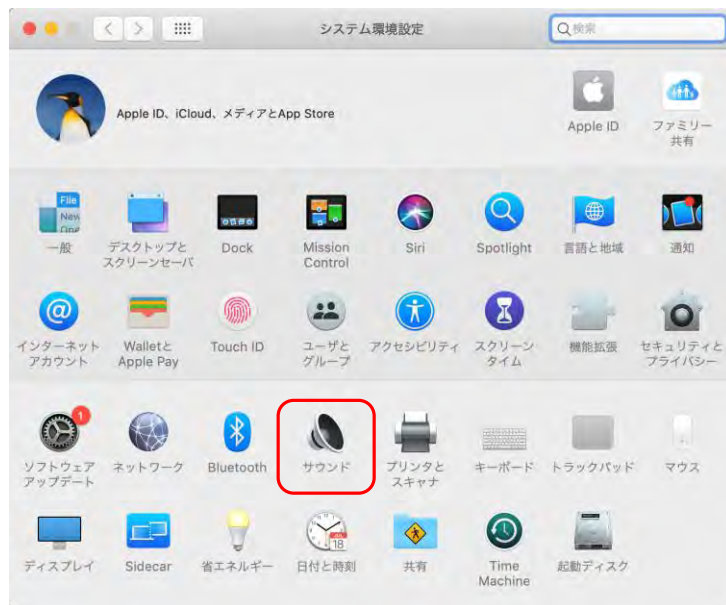 システム環境設定
検索
Apple ID、iCloud、メディアとApp Store
Apple ID
ファミリー
共有
File
New
一般
デスクトップと
スクリーンセーバ
Dock
Mission
Control
Siri
Spotlight
言語と地域
通知
インターネット
アカウント
Walletと
Apple Pay
Touch ID
ユーザと
グループ
アクセシビリティ
スクリーン
タイム
機能拡張
セキュリティと
プライバシー
1
ソフトウェア
アップデート
ネットワーク
Bluetooth
サウンド
プリンタと
スキャナ
キーボード
トラックパッド
マウス
ディスプレイ
Sidecar
省エネルギー
18
日付と時刻
共有
Time
Machine
起動ディスク